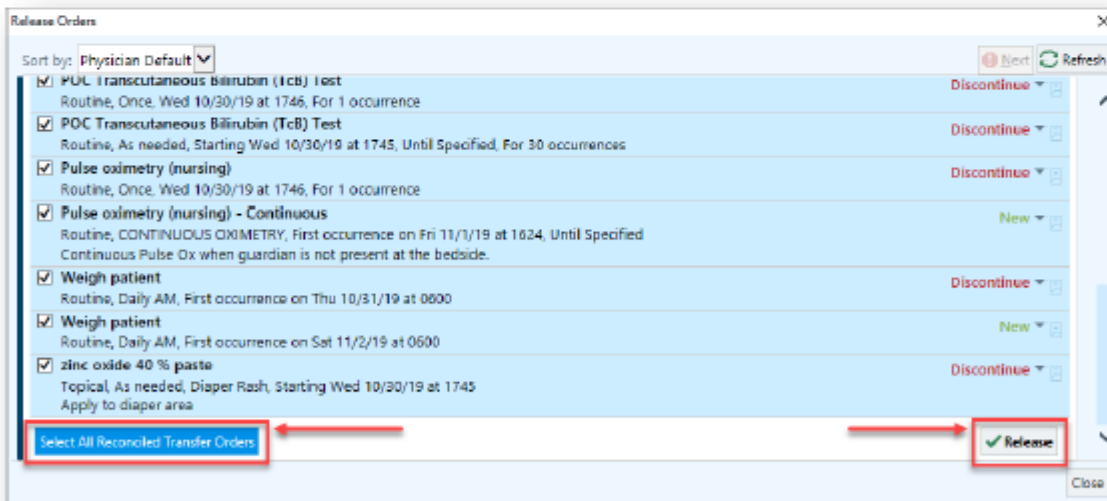 Release Orders
Sort by: Physician Default
Next
Refresh
POC Transcutaneous Bilirubin (TcB) Test
Discontinue
Routine, Once, Wed 10/30/19 at 1746, For 1 occurrence
POC Transcutaneous Bilirubin (TcB) Test
Discontinue
Routine, As needed, Starting Wed 10/30/19 at 1745, Until Specified, For 30 occurrences
Pulse oximetry (nursing)
Discontinue
Routine, Once, Wed 10/30/19 at 1746, For 1 occurrence
Pulse oximetry (nursing) - Continuous
New
Routine, CONTINUOUS OXIMETRY, First occurrence on Fri 11/1/19 at 1624, Until Specified
Continuous Pulse Ox when guardian is not present at the bedside.
Weigh patient
Discontinue
Routine, Daily AM, First occurrence on Thu 10/31/19 at 0600
Weigh patient
New
Routine, Daily AM, First occurrence on Sat 11/2/19 at 0600
zinc oxide 40 % paste
Discontinue
Topical, As needed, Diaper Rash, Starting Wed 10/30/19 at 1745
Apply to diaper area
Select All Reconciled Transfer Orders
Release
Close